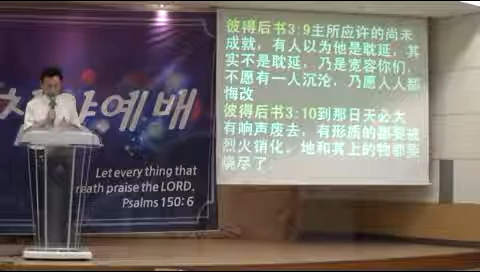 예배
Let every thing that
reath praise the LORD.
Psalms 150:6
彼得后书3:9主所应许的尚未
成就，有人以为他是耽延，其
实不是耽延，乃是宽容你们，
不愿有一人沉沦，乃愿人人都
悔改
彼得后书3:10到那日天必大
有响声废去，有形质的都要被
烈火销化，地和其上的物都要
烧尽了。